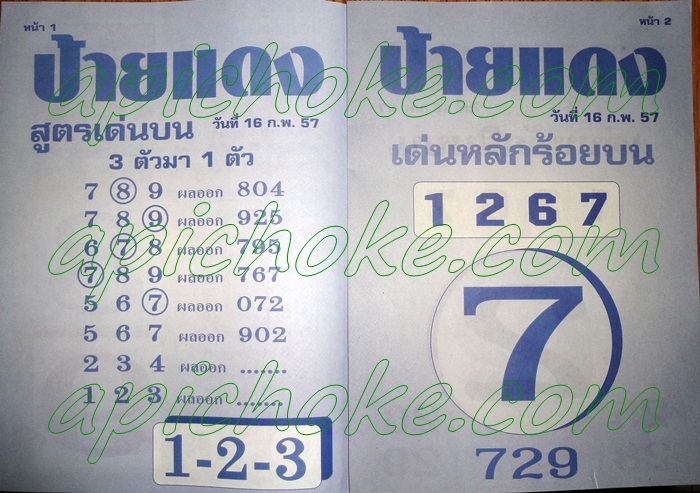 หน้า 1
ป้ายแดง
สูตรเด่นบน วันที่ 16 ก.พ. 57
3 ตัวมา 1 ตัว
7 8 9 ผลออก 804
7 8 9 ผลออก 925
6 7 8 ผลออก 795
7 8 9 ผลออก 767
5 6 7 ผลออก 072
5 6 7 ผลออก 902
2 3 4 ผลออก .......
1 2 3 ผลออก ......
1-2-3
หน้า 2
ป้ายแดง
วันที่ 16 ก.พ. 57
เด่นหลักร้อยบน
1 2 6 7
7
729
apichoke.com
apichoke.com
apichoke.com
apichoke.com